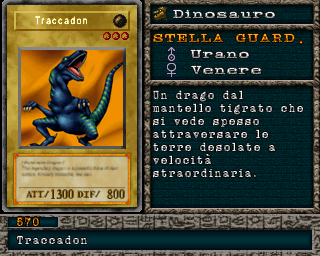 Traccadon
ATT/1300 DIF/ 800
Dinosauro
STELLA GUARD.
♂ Urano
♀ Venere
Un drago dal
mantello tigrato che
si vede spesso
attraversare le
terre desolate a
velocità
straordinaria.
570
Traccadon